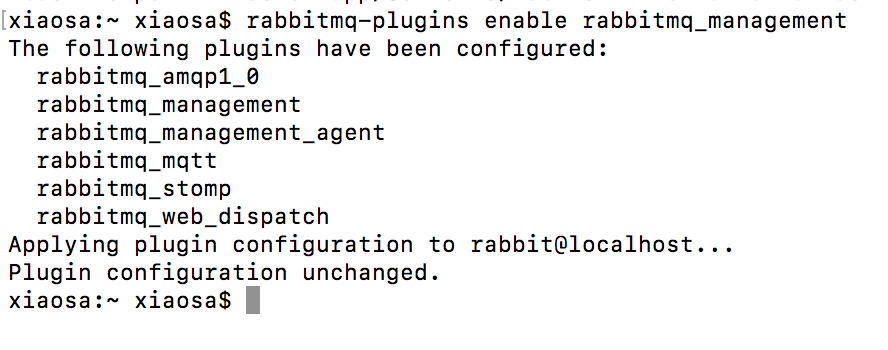 [xiaosa:~ xiaosa$ rabbitmq-plugins enable rabbitmq_management
The following plugins have been configured:
  rabbitmq_amqp1_0
  rabbitmq_management
  rabbitmq_management_agent
  rabbitmq_mqtt
  rabbitmq_stomp
  rabbitmq_web_dispatch
Applying plugin configuration to rabbit@localhost...
Plugin configuration unchanged.
xiaosa:~ xiaosa$